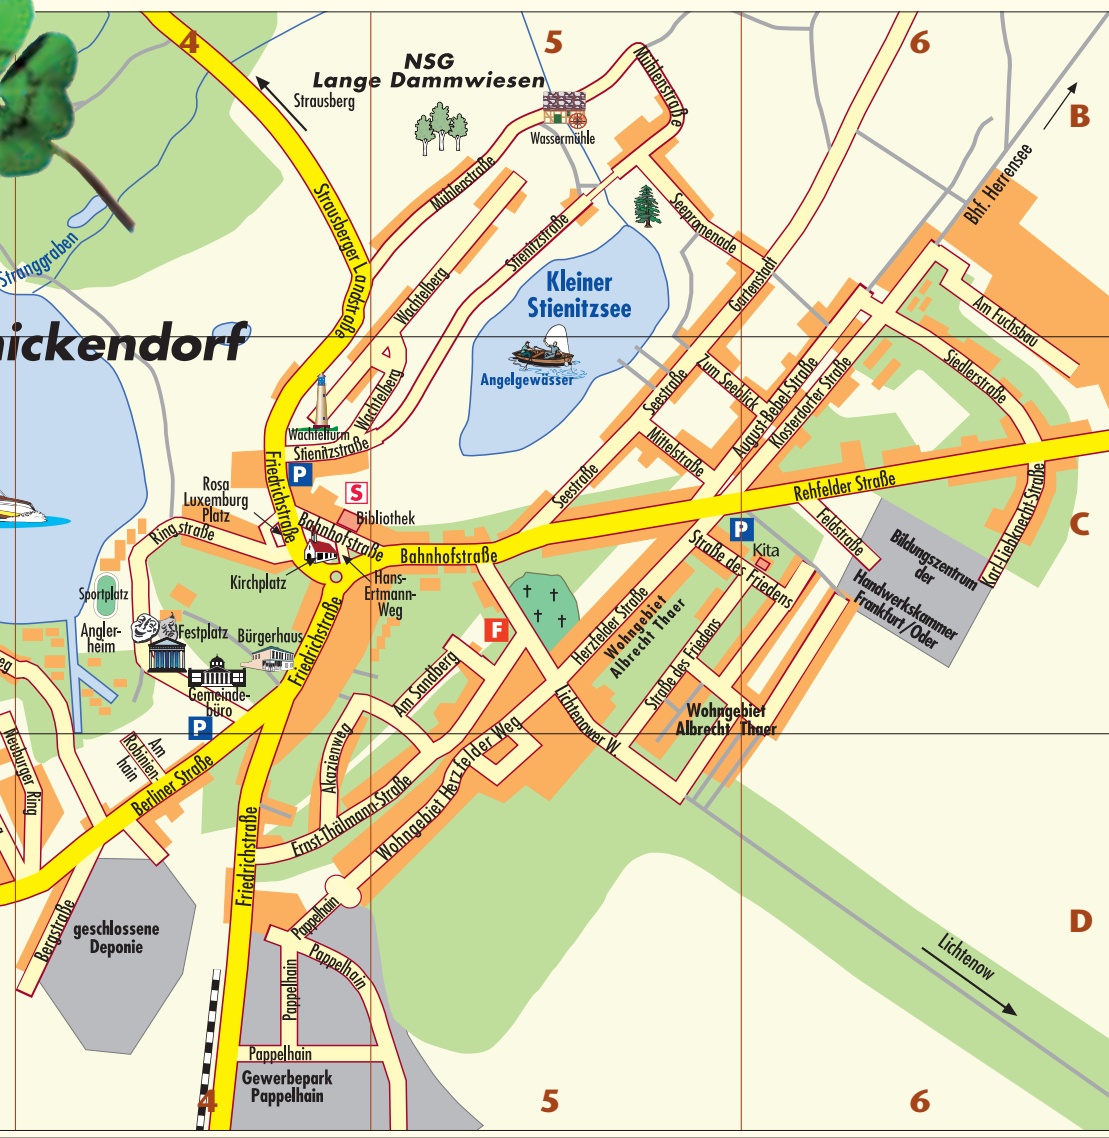 4
5
6
NSG
Lange Dammwiesen
Strausberg
Mühlenstraße
B
Wassermühle
Mühlenstraße
Strausberger Landstraße
Bhf. Herrensee
Seepromenade
Stienitzstraße
Stranggraben
Wachtelberg
Kleiner
Stienitzsee
Gartenstadt
Am Fuchsbau
nickendorf
Siedlerstraße
Angelgewässer
Zum Seeblick
Seestraße
August-Bebel-Straße
Klosterdorfer Straße
Wachtelberg
Wachtelturm
Stienitzstraße
Mittelstraße
Friedrichstraße
P
S
Seestraße
Rehfelder Straße
Karl-Liebknecht-Straße
C
Rosa
Luxemburg
Platz
Bibliothek
Ringstraße
Bahnhofstraße
Bahnhofstraße
P
Kita
Feldstraße
Bildungszentrum
der
Handwerkskammer
Frankfurt/Oder
Straße des Friedens
Kirchplatz
Hans-
Ertmann-
Weg
Sportplatz
Angler-
heim
Festplatz
Bürgerhaus
F
Herzfelder Straße
Wohngebiet
Albrecht Thaer
Friedrichstraße
Straße des Friedens
Am Sandberg
eg
Gemeinde-
büro
P
Lichtenower W.
Wohngebiet
Albrecht Thaer
Neuburger Ring
Am
Robinien-
hain
Akazienweg
Wohngebiet Herzfelder Weg
Berliner Straße
Ernst-Thälmann-Straße
Friedrichstraße
Bergstraße
geschlossene
Deponie
Pappelhain
Pappelhain
Pappelhain
D
Lichtenow
Pappelhain
Gewerbepark
Pappelhain
4
5
6